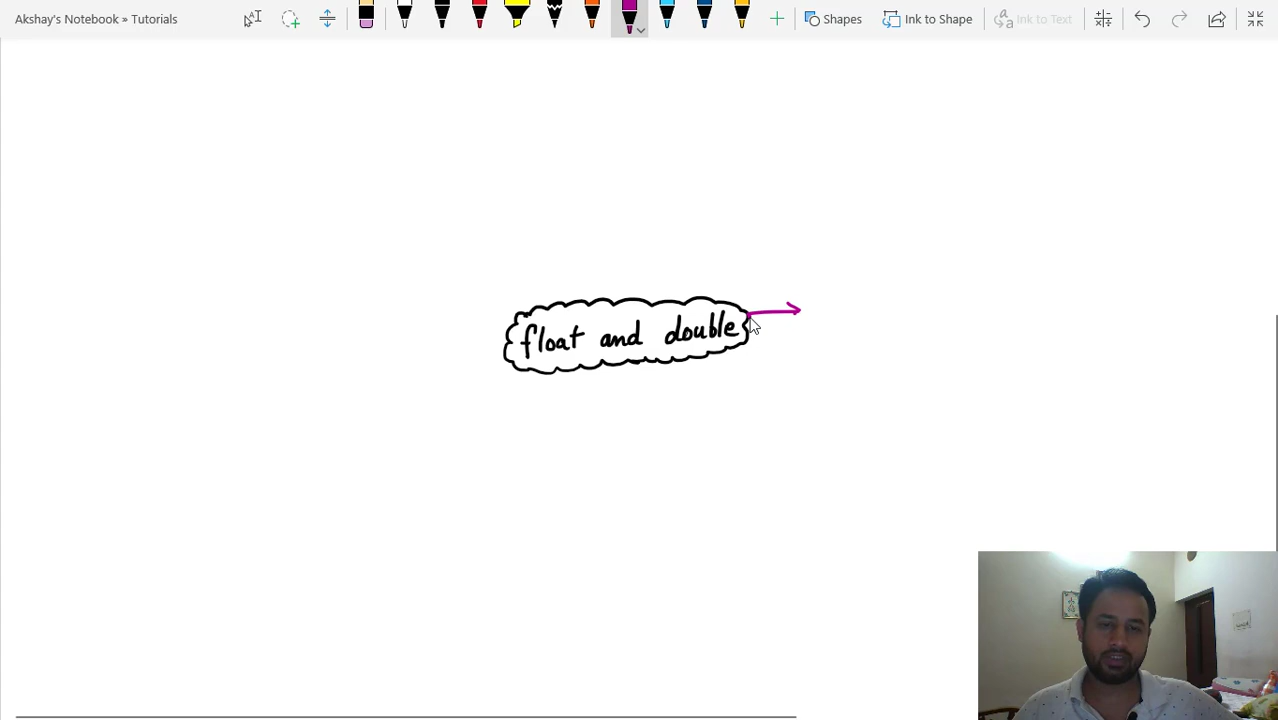 Akshay's Notebook » Tutorials
Shapes
Ink to Shape
Ink to Text
float and double